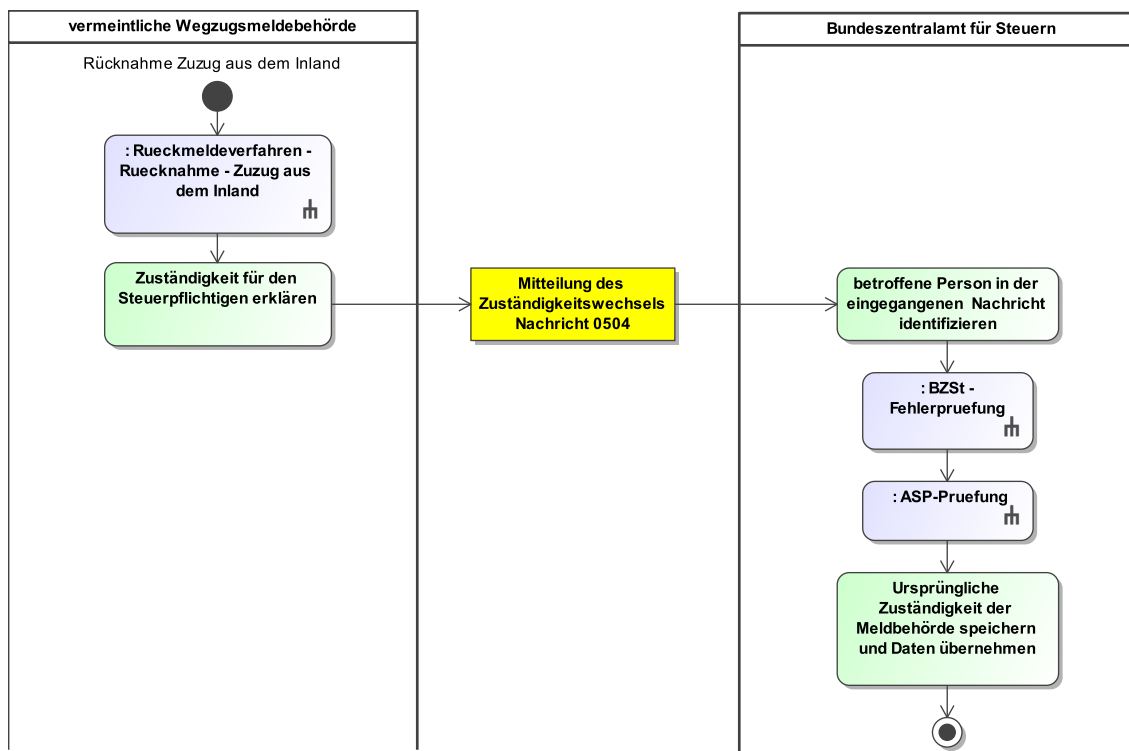 vermeintliche Wegzugsmeldebehörde
Rücknahme Zuzug aus dem Inland
: Rueckmeldeverfahren -
Ruecknahme - Zuzug aus
dem Inland
Zuständigkeit für den
Steuerpflichtigen erklären
Mitteilung des
Zuständigkeitswechsels
Nachricht 0504
Bundeszentralamt für Steuern
betroffene Person in der
eingegangenen Nachricht
identifizieren
: BZSt -
Fehlerpruefung
: ASP-Pruefung
Ursprüngliche
Zuständigkeit der
Meldbehörde speichern
und Daten übernehmen